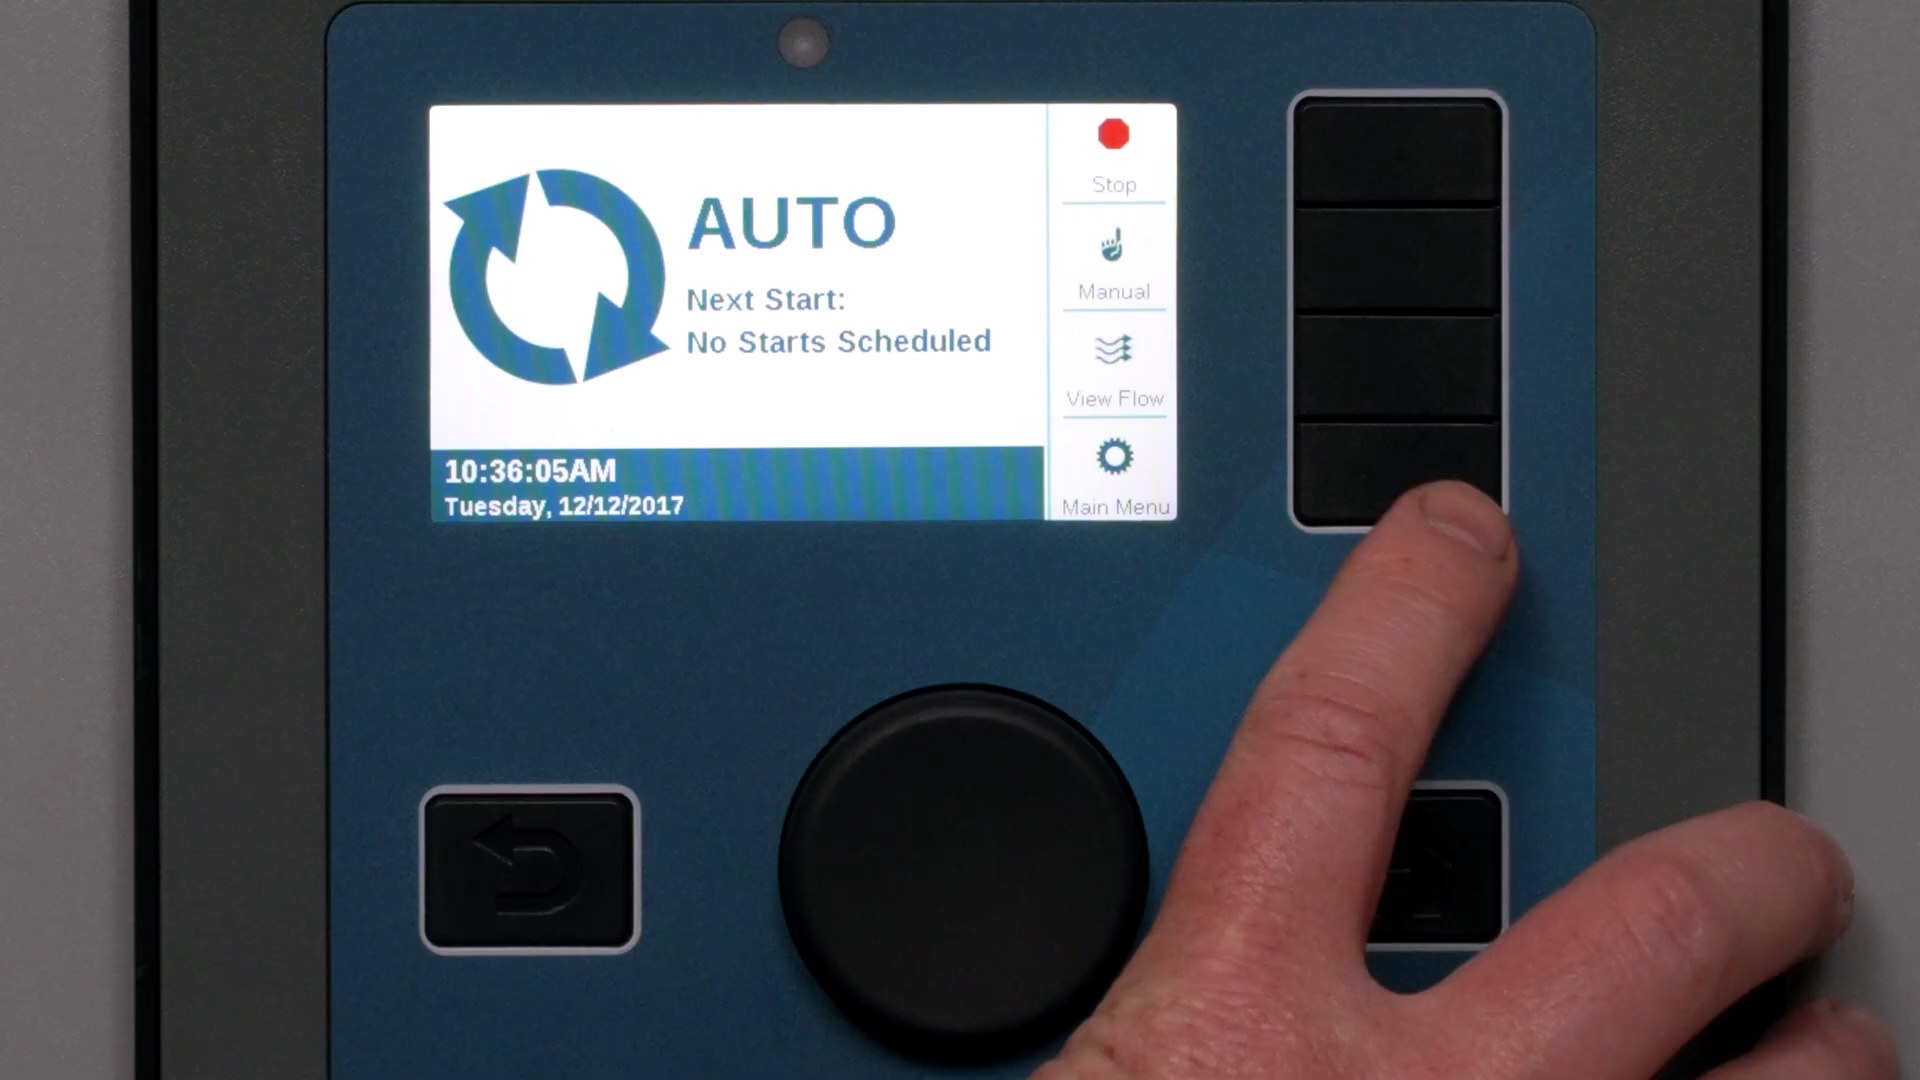 AUTO
Next Start:
No Starts Scheduled
10:36:05AM
Tuesday, 12/12/2017
Stop
Manual
View Flow
Main Menu